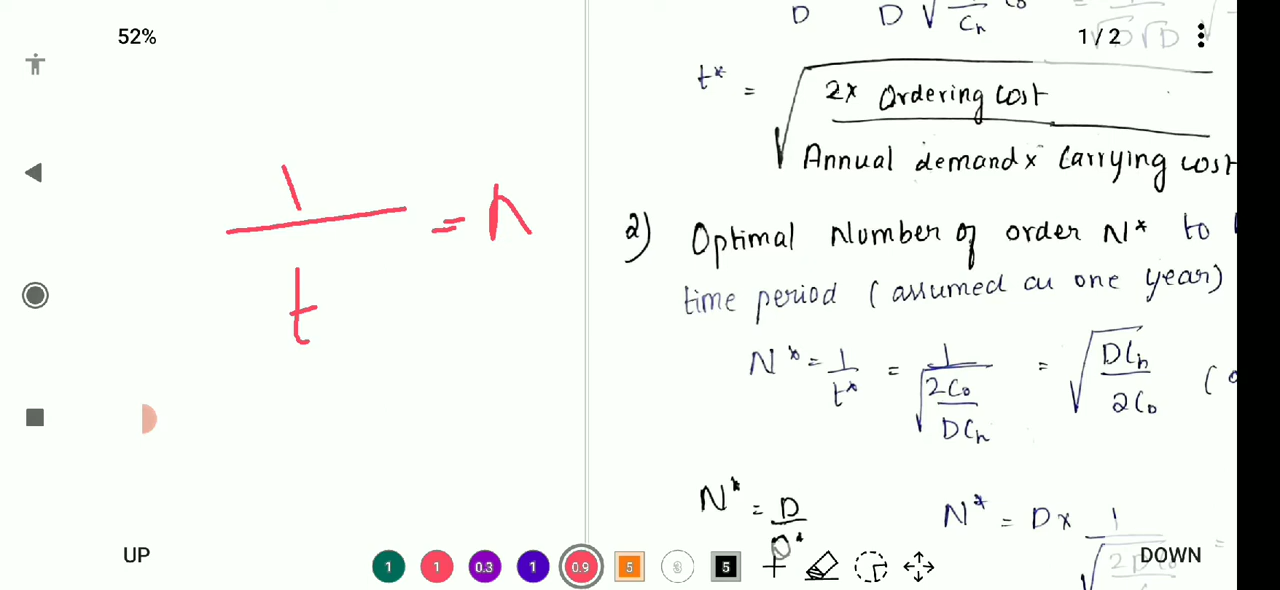 52%
1/2
D D √ Cₕ
t* = √ 2x Ordering cost
Annual demand x Carrying cost
1
t = n
2) Optimal Number of order N* to
time period (assumed as one year)
N* = 1/t* = 1/√(2C₀/DCₕ) = √(DCₕ/2C₀) (
N* = D/Q* N* = D x 1/√
UP
DOWN
1 1 0.3 1 0.9 5 3 5